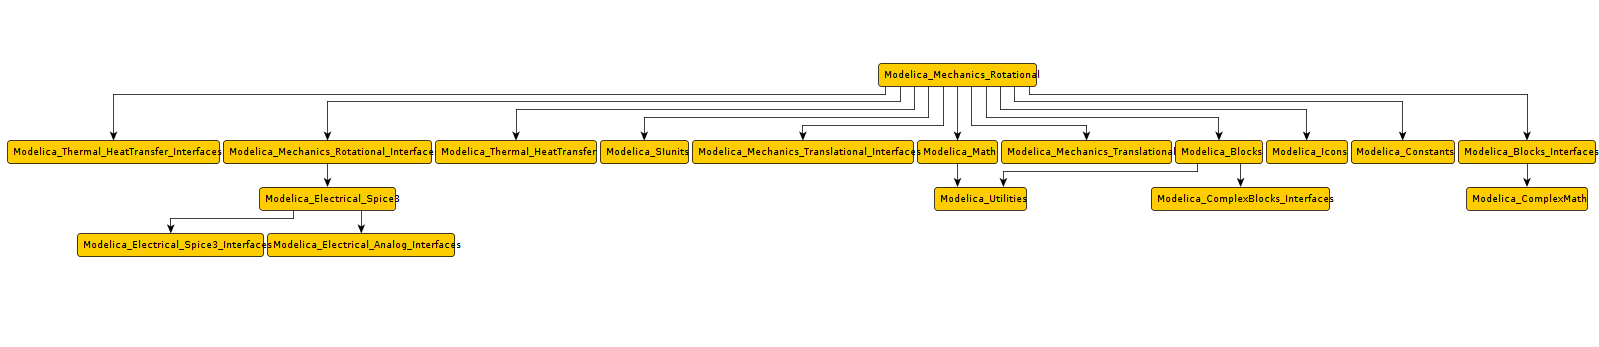 Modelica_Mechanics_Rotational
Modelica_Thermal_HeatTransfer_Interfaces
Modelica_Mechanics_Rotational_Interfaces
Modelica_Thermal_HeatTransfer
Modelica_SIunits
Modelica_Mechanics_Translational_Interfaces
Modelica_Math
Modelica_Mechanics_Translational
Modelica_Blocks
Modelica_Icons
Modelica_Constants
Modelica_Blocks_Interfaces
Modelica_Electrical_Spice3
Modelica_Utilities
Modelica_ComplexBlocks_Interfaces
Modelica_ComplexMath
Modelica_Electrical_Spice3_Interfaces
Modelica_Electrical_Analog_Interfaces